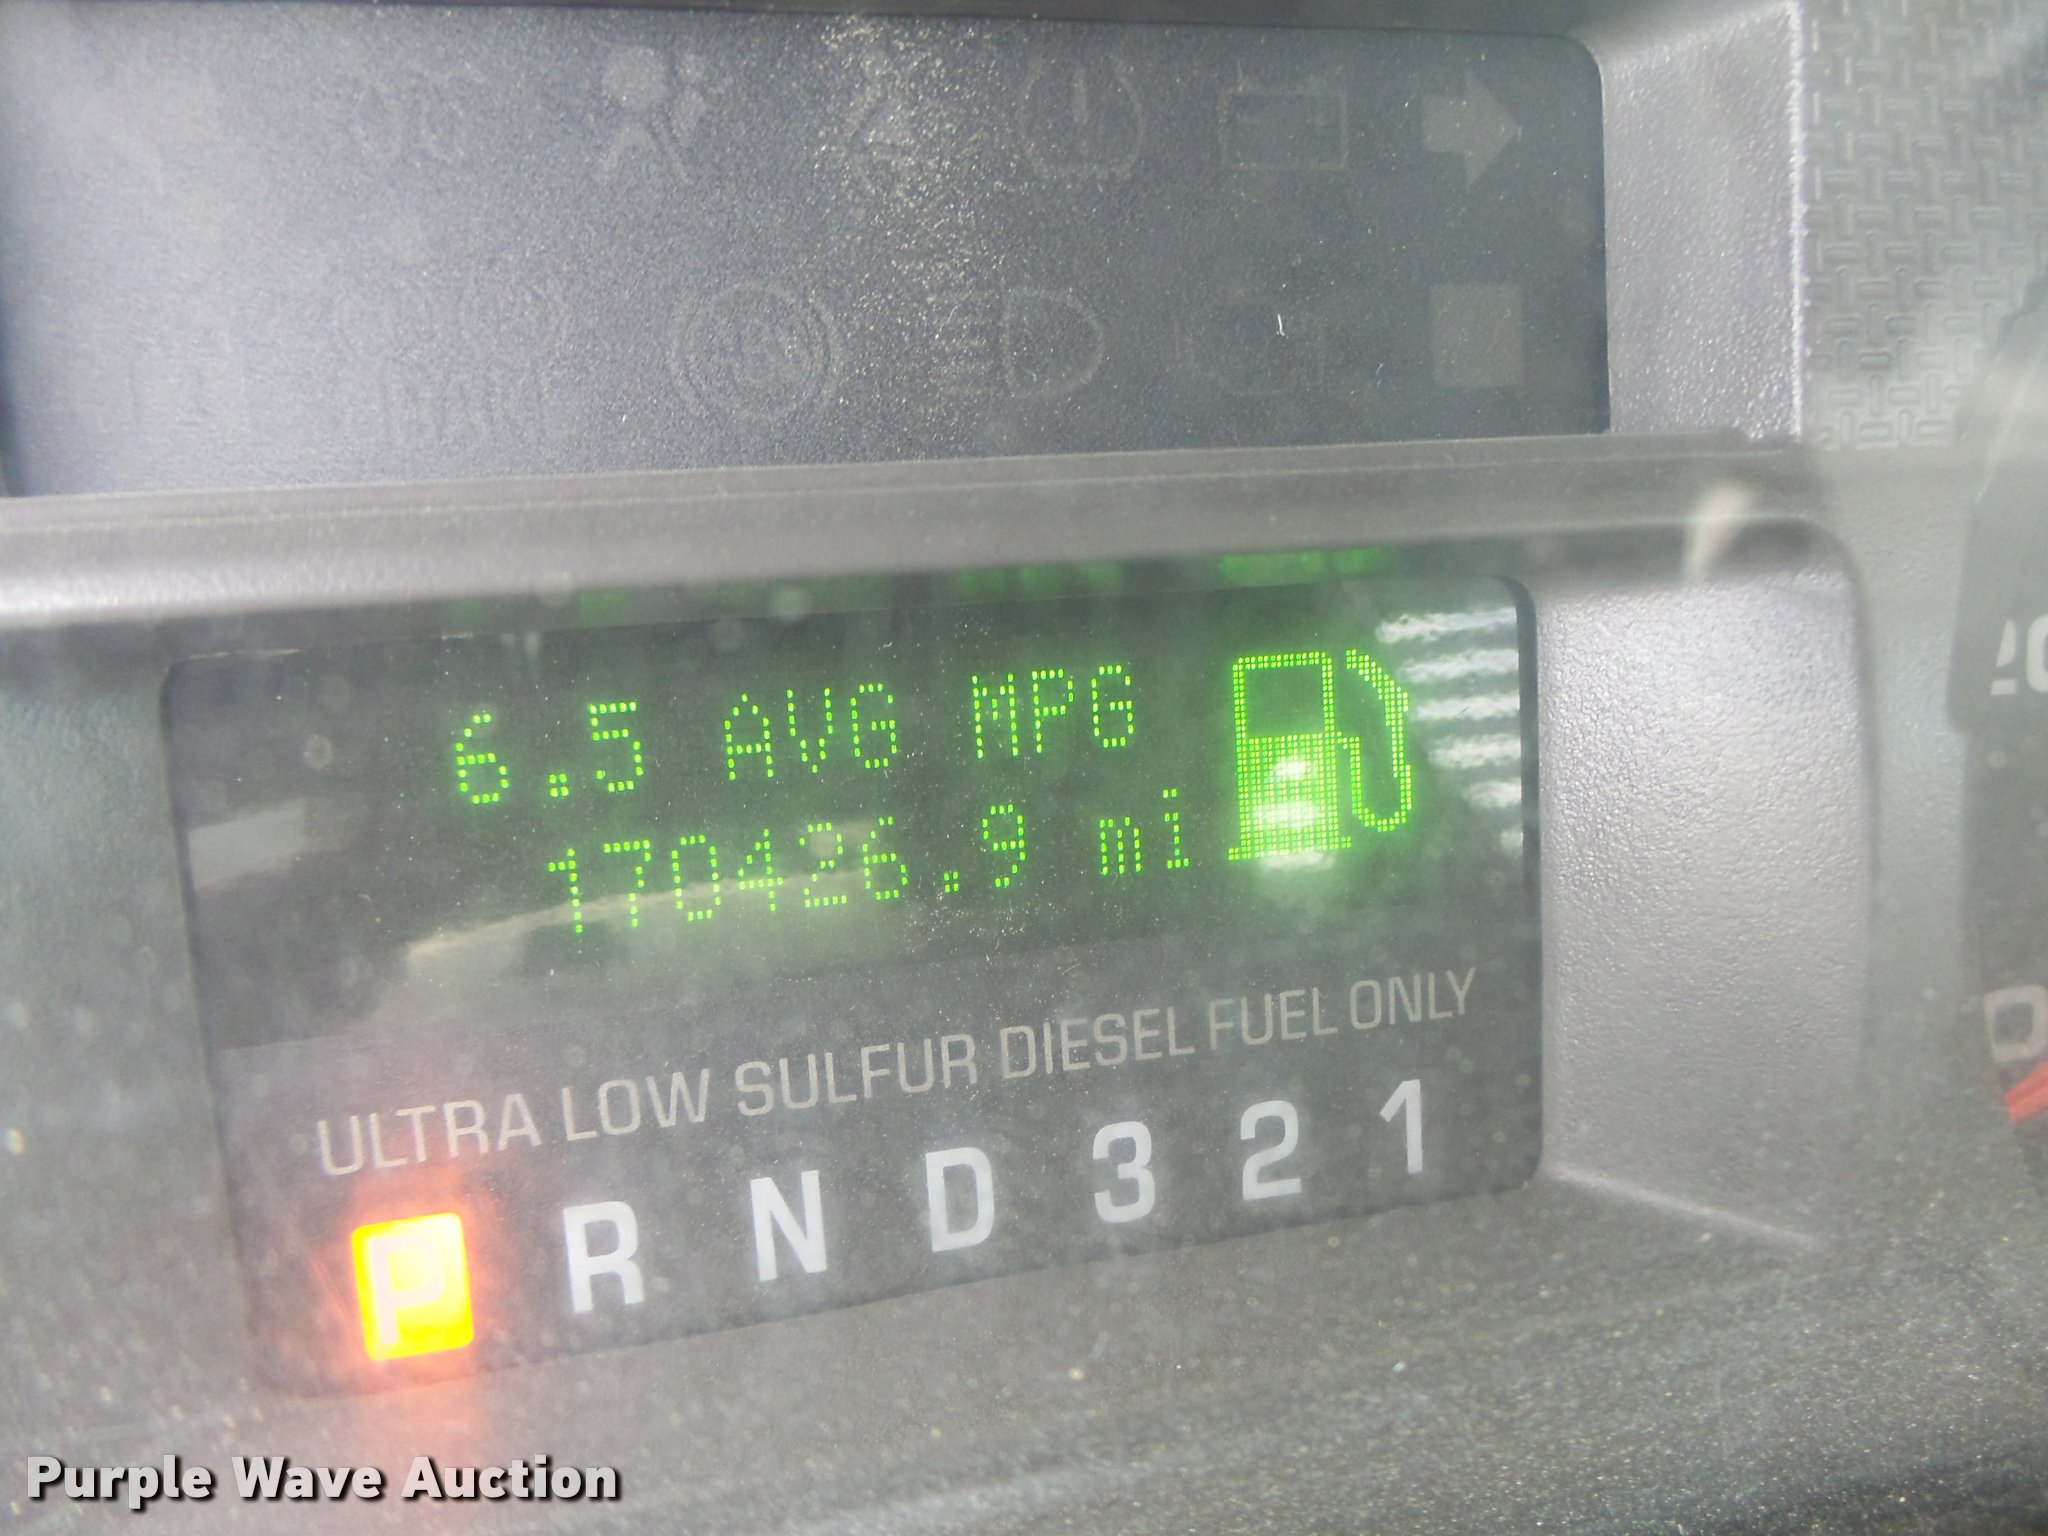 6.5 AVG MPG
170426.9 mi
ULTRA LOW SULFUR DIESEL FUEL ONLY
P R N D 3 2 1
Purple Wave Auction